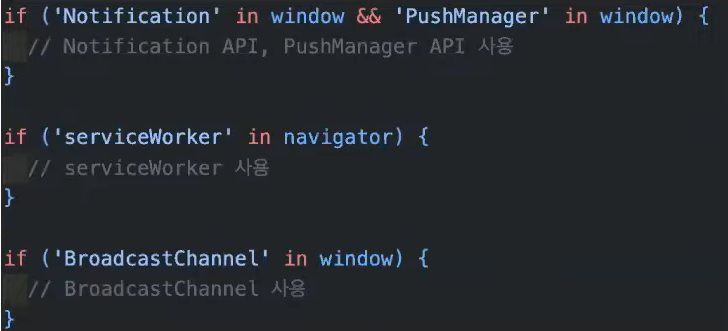 if ('Notification' in window && 'PushManager' in window) {
  // Notification API, PushManager API 사용
}
if ('serviceWorker' in navigator) {
  // serviceWorker 사용
}
if ('BroadcastChannel' in window) {
  // BroadcastChannel 사용
}